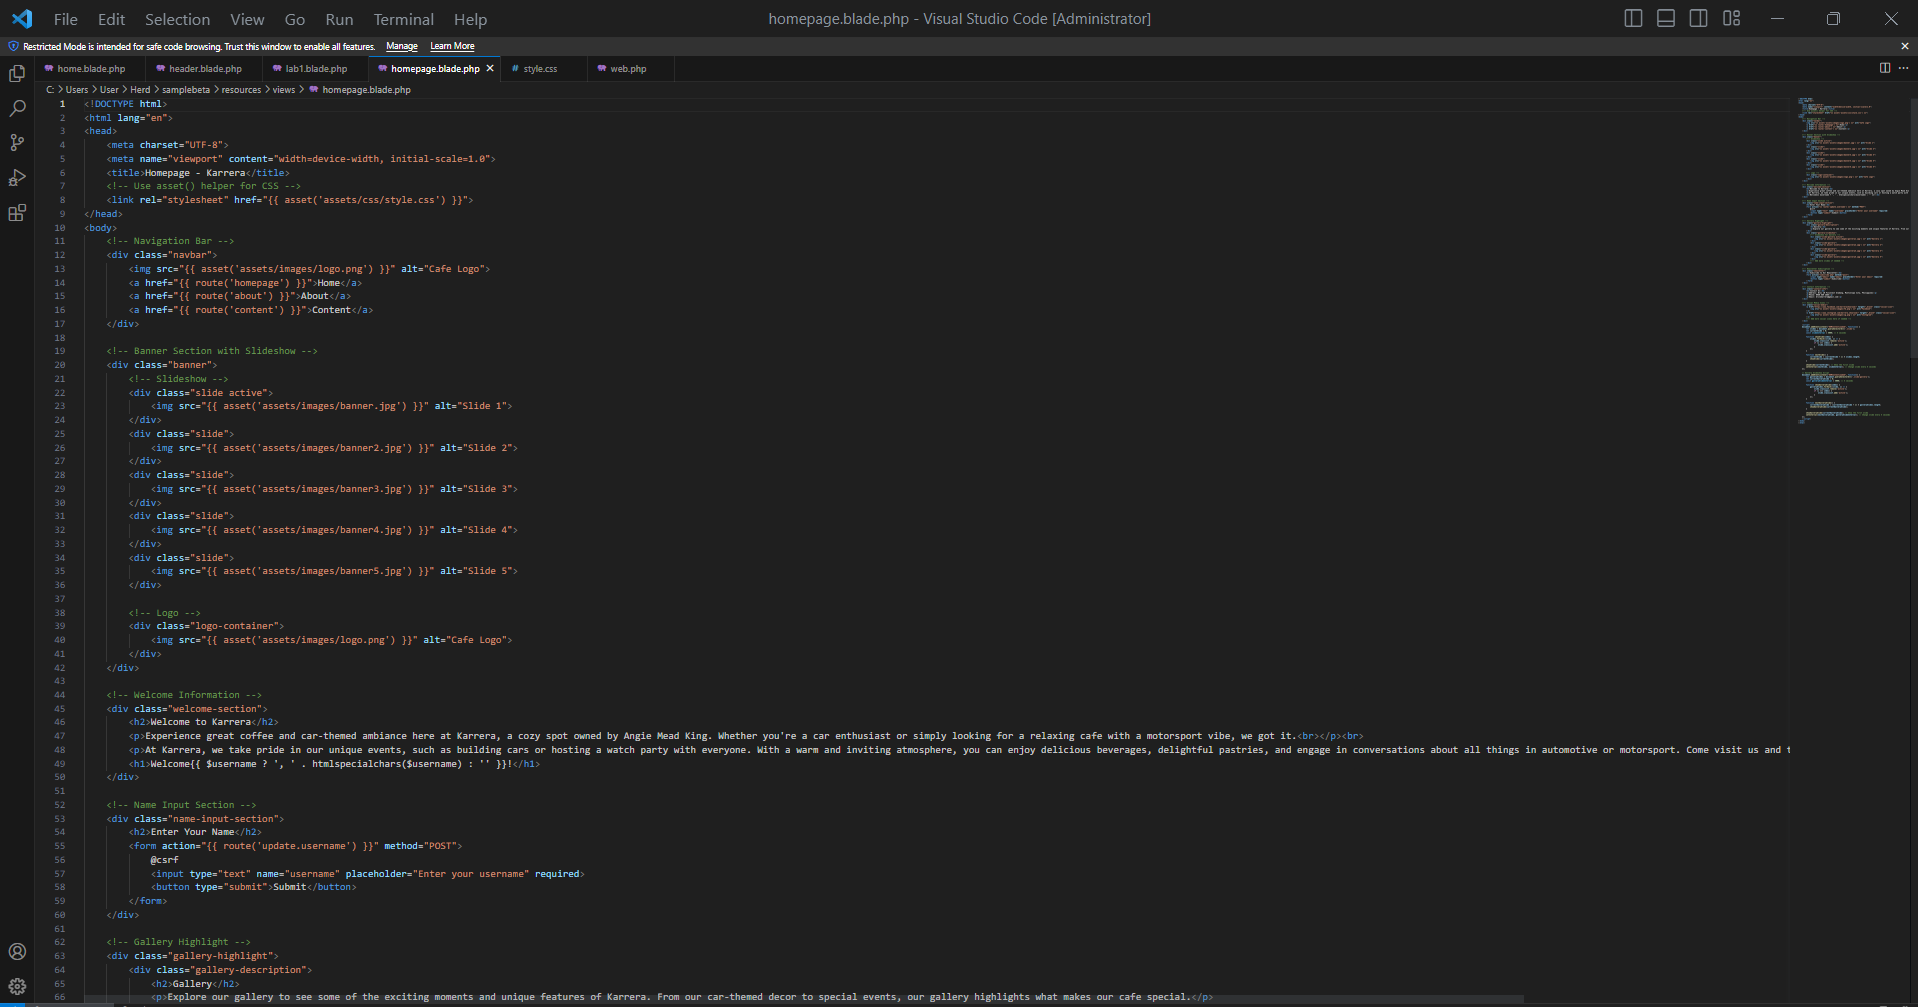 File Edit Selection View Go Run Terminal Help
homepage.blade.php - Visual Studio Code [Administrator]
Restricted Mode is intended for safe code browsing. Trust this window to enable all features. Manage Learn More
home.blade.php header.blade.php lab1.blade.php homepage.blade.php style.css web.php
C: > Users > User > Herd > samplebeta > resources > views > homepage.blade.php
1 <!DOCTYPE html>
2 <html lang="en">
3 <head>
4 <meta charset="UTF-8">
5 <meta name="viewport" content="width=device-width, initial-scale=1.0">
6 <title>Homepage - Karrera</title>
7 <!-- Use asset() helper for CSS -->
8 <link rel="stylesheet" href="{{ asset('assets/css/style.css') }}">
9 </head>
10 <body>
11 <!-- Navigation Bar -->
12 <div class="navbar">
13 <img src="{{ asset('assets/images/logo.png') }}" alt="Cafe Logo">
14 <a href="{{ route('homepage') }}">Home</a>
15 <a href="{{ route('about') }}">About</a>
16 <a href="{{ route('content') }}">Content</a>
17 </div>
18
19 <!-- Banner Section with Slideshow -->
20 <div class="banner">
21 <!-- Slideshow -->
22 <div class="slide active">
23 <img src="{{ asset('assets/images/banner.jpg') }}" alt="Slide 1">
24 </div>
25 <div class="slide">
26 <img src="{{ asset('assets/images/banner2.jpg') }}" alt="Slide 2">
27 </div>
28 <div class="slide">
29 <img src="{{ asset('assets/images/banner3.jpg') }}" alt="Slide 3">
30 </div>
31 <div class="slide">
32 <img src="{{ asset('assets/images/banner4.jpg') }}" alt="Slide 4">
33 </div>
34 <div class="slide">
35 <img src="{{ asset('assets/images/banner5.jpg') }}" alt="Slide 5">
36 </div>
37
38 <!-- Logo -->
39 <div class="logo-container">
40 <img src="{{ asset('assets/images/logo.png') }}" alt="Cafe Logo">
41 </div>
42 </div>
43
44 <!-- Welcome Information -->
45 <div class="welcome-section">
46 <h2>Welcome to Karrera</h2>
47 <p>Experience great coffee and car-themed ambiance here at Karrera, a cozy spot owned by Angie Mead King. Whether you're a car enthusiast or simply looking for a relaxing cafe with a motorsport vibe, we got it.<br></p><br>
48 <p>At Karrera, we take pride in our unique events, such as building cars or hosting a watch party with everyone. With a warm and inviting atmosphere, you can enjoy delicious beverages, delightful pastries, and engage in conversations about all things in automotive or motorsport. Come visit us and
49 <h1>Welcome{{ $username ? ', ' . htmlspecialchars($username) : '' }}!</h1>
50 </div>
51
52 <!-- Name Input Section -->
53 <div class="name-input-section">
54 <h2>Enter Your Name</h2>
55 <form action="{{ route('update.username') }}" method="POST">
56 @csrf
57 <input type="text" name="username" placeholder="Enter your username" required>
58 <button type="submit">Submit</button>
59 </form>
60 </div>
61
62 <!-- Gallery Highlight -->
63 <div class="gallery-highlight">
64 <div class="gallery-description">
65 <h2>Gallery</h2>
66 <p>Explore our gallery to see some of the exciting moments and unique features of Karrera. From our car-themed decor to special events, our gallery highlights what makes our cafe special.</p>